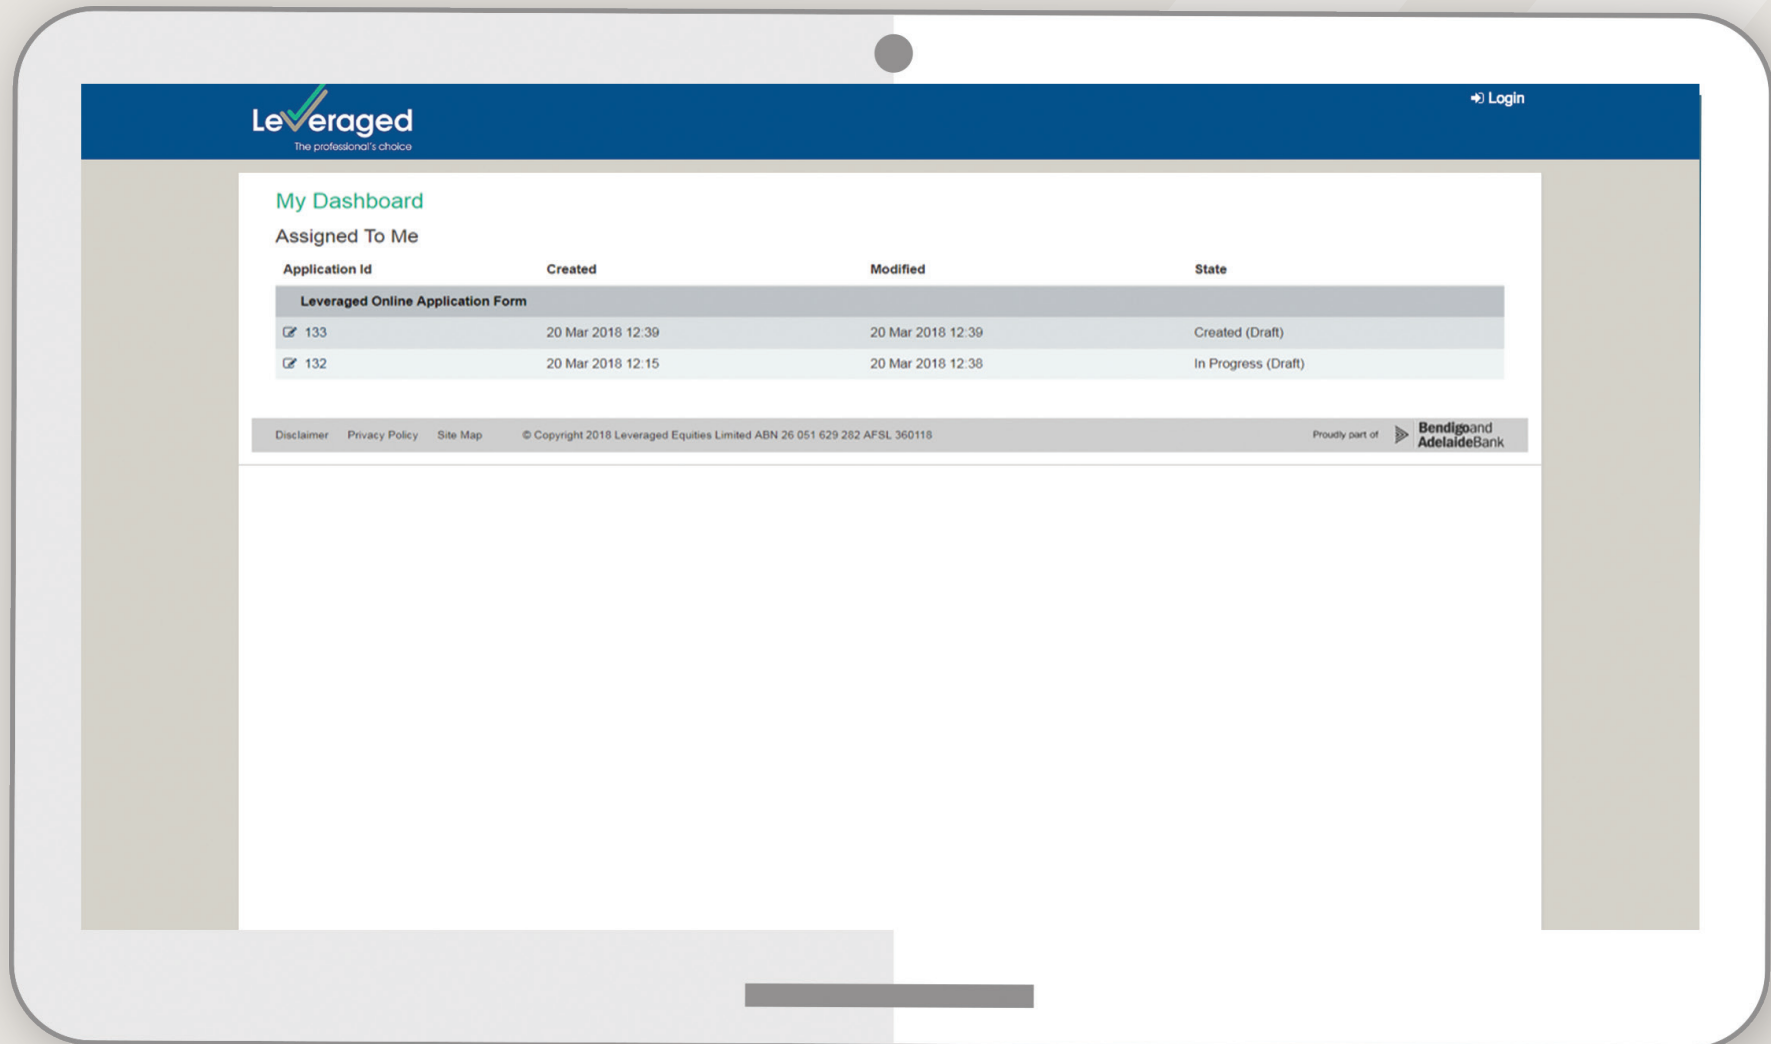 Leveraged
The professional's choice
Login
My Dashboard
Assigned To Me
Application Id Created Modified State
Leveraged Online Application Form
133 20 Mar 2018 12:39 20 Mar 2018 12:39 Created (Draft)
132 20 Mar 2018 12:15 20 Mar 2018 12:38 In Progress (Draft)
Disclaimer Privacy Policy Site Map © Copyright 2018 Leveraged Equities Limited ABN 26 051 629 282 AFSL 360118 Proudly part of Bendigoand
AdelaideBank